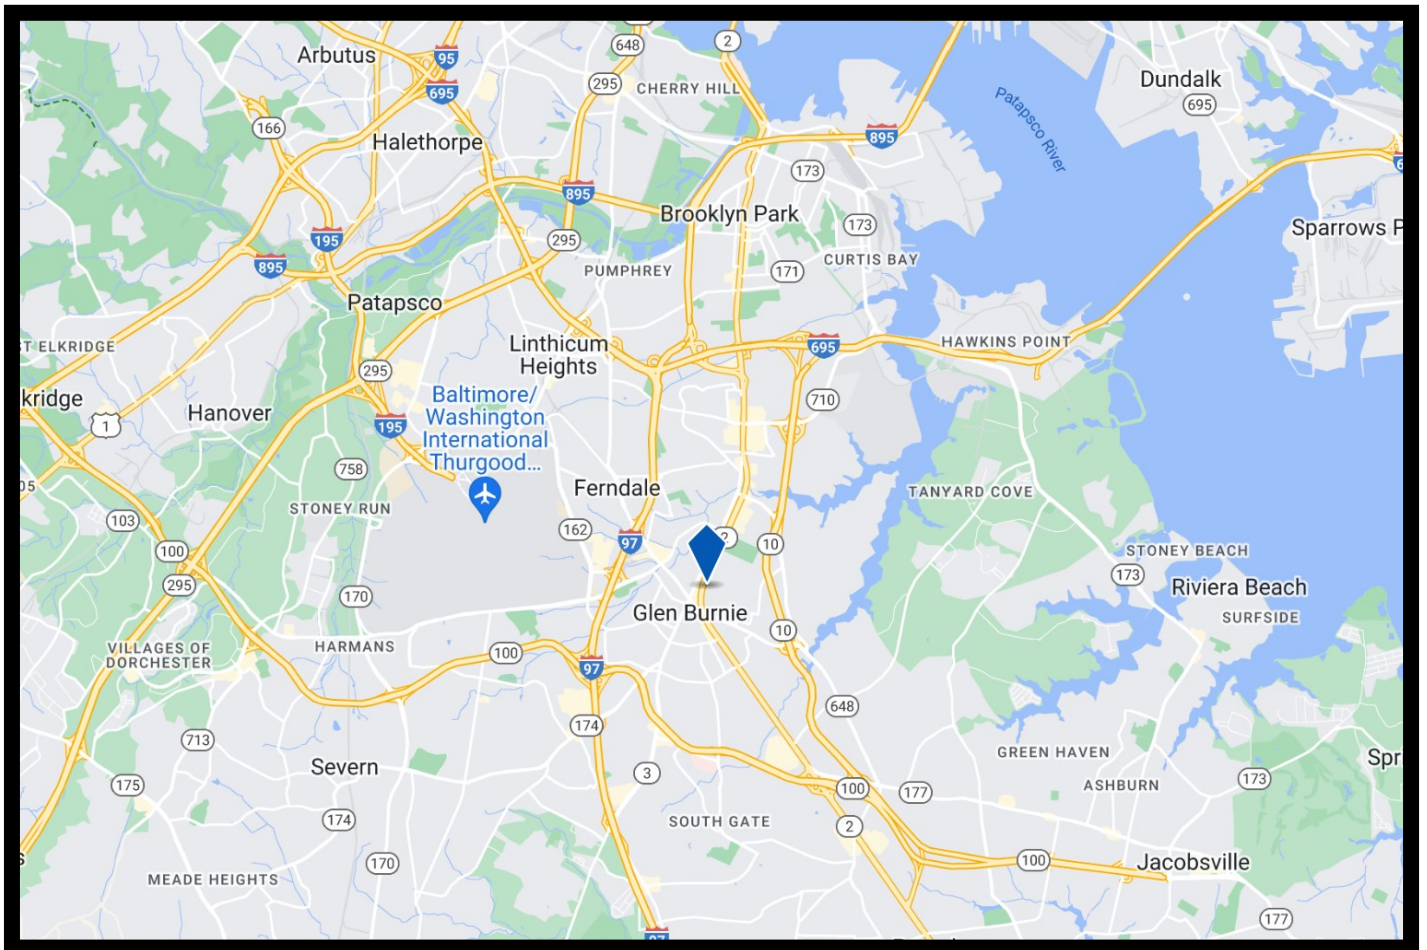 648
2
Arbutus
95
Dundalk
295
CHERRY HILL
695
695
Patapsco River
166
Halethorpe
895
173
895
Brooklyn Park
173
Sparrows P
195
295
895
PUMPHREY
171
CURTIS BAY
Patapsco
T ELKRIDGE
Linthicum
Heights
695
HAWKINS POINT
295
kridge
Hanover
Baltimore/
Washington
International
Thurgood...
710
1
195
758
Ferndale
TANYARD COVE
05
STONEY RUN
103
162
97
2
10
100
STONEY BEACH
173
295
170
Riviera Beach
Glen Burnie
SURFSIDE
10
VILLAGES OF
DORCHESTER
HARMANS
100
97
648
174
713
GREEN HAVEN
Spr
Severn
3
175
100
177
ASHBURN
173
174
SOUTH GATE
2
s
170
100
Jacobsville
MEADE HEIGHTS
177
97